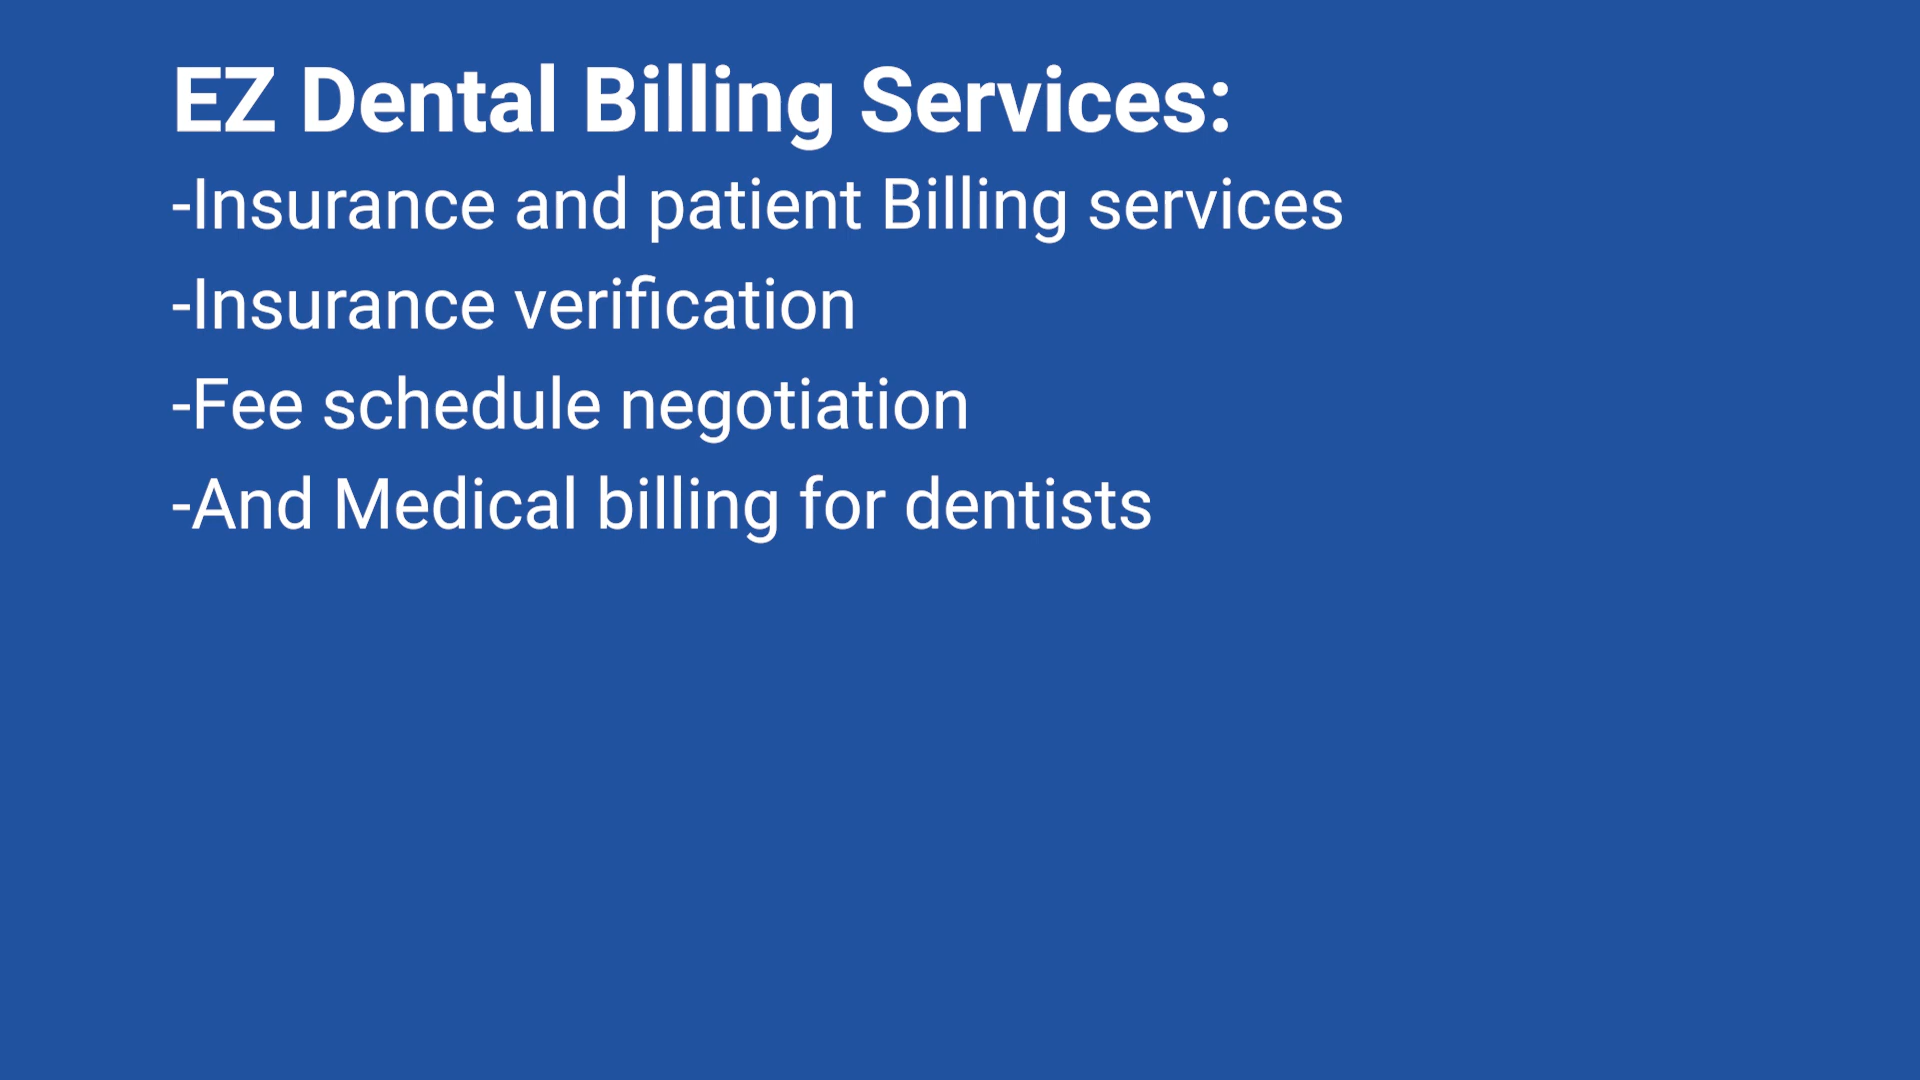 EZ Dental Billing Services:
-Insurance and patient Billing services
-Insurance verification
-Fee schedule negotiation
-And Medical billing for dentists